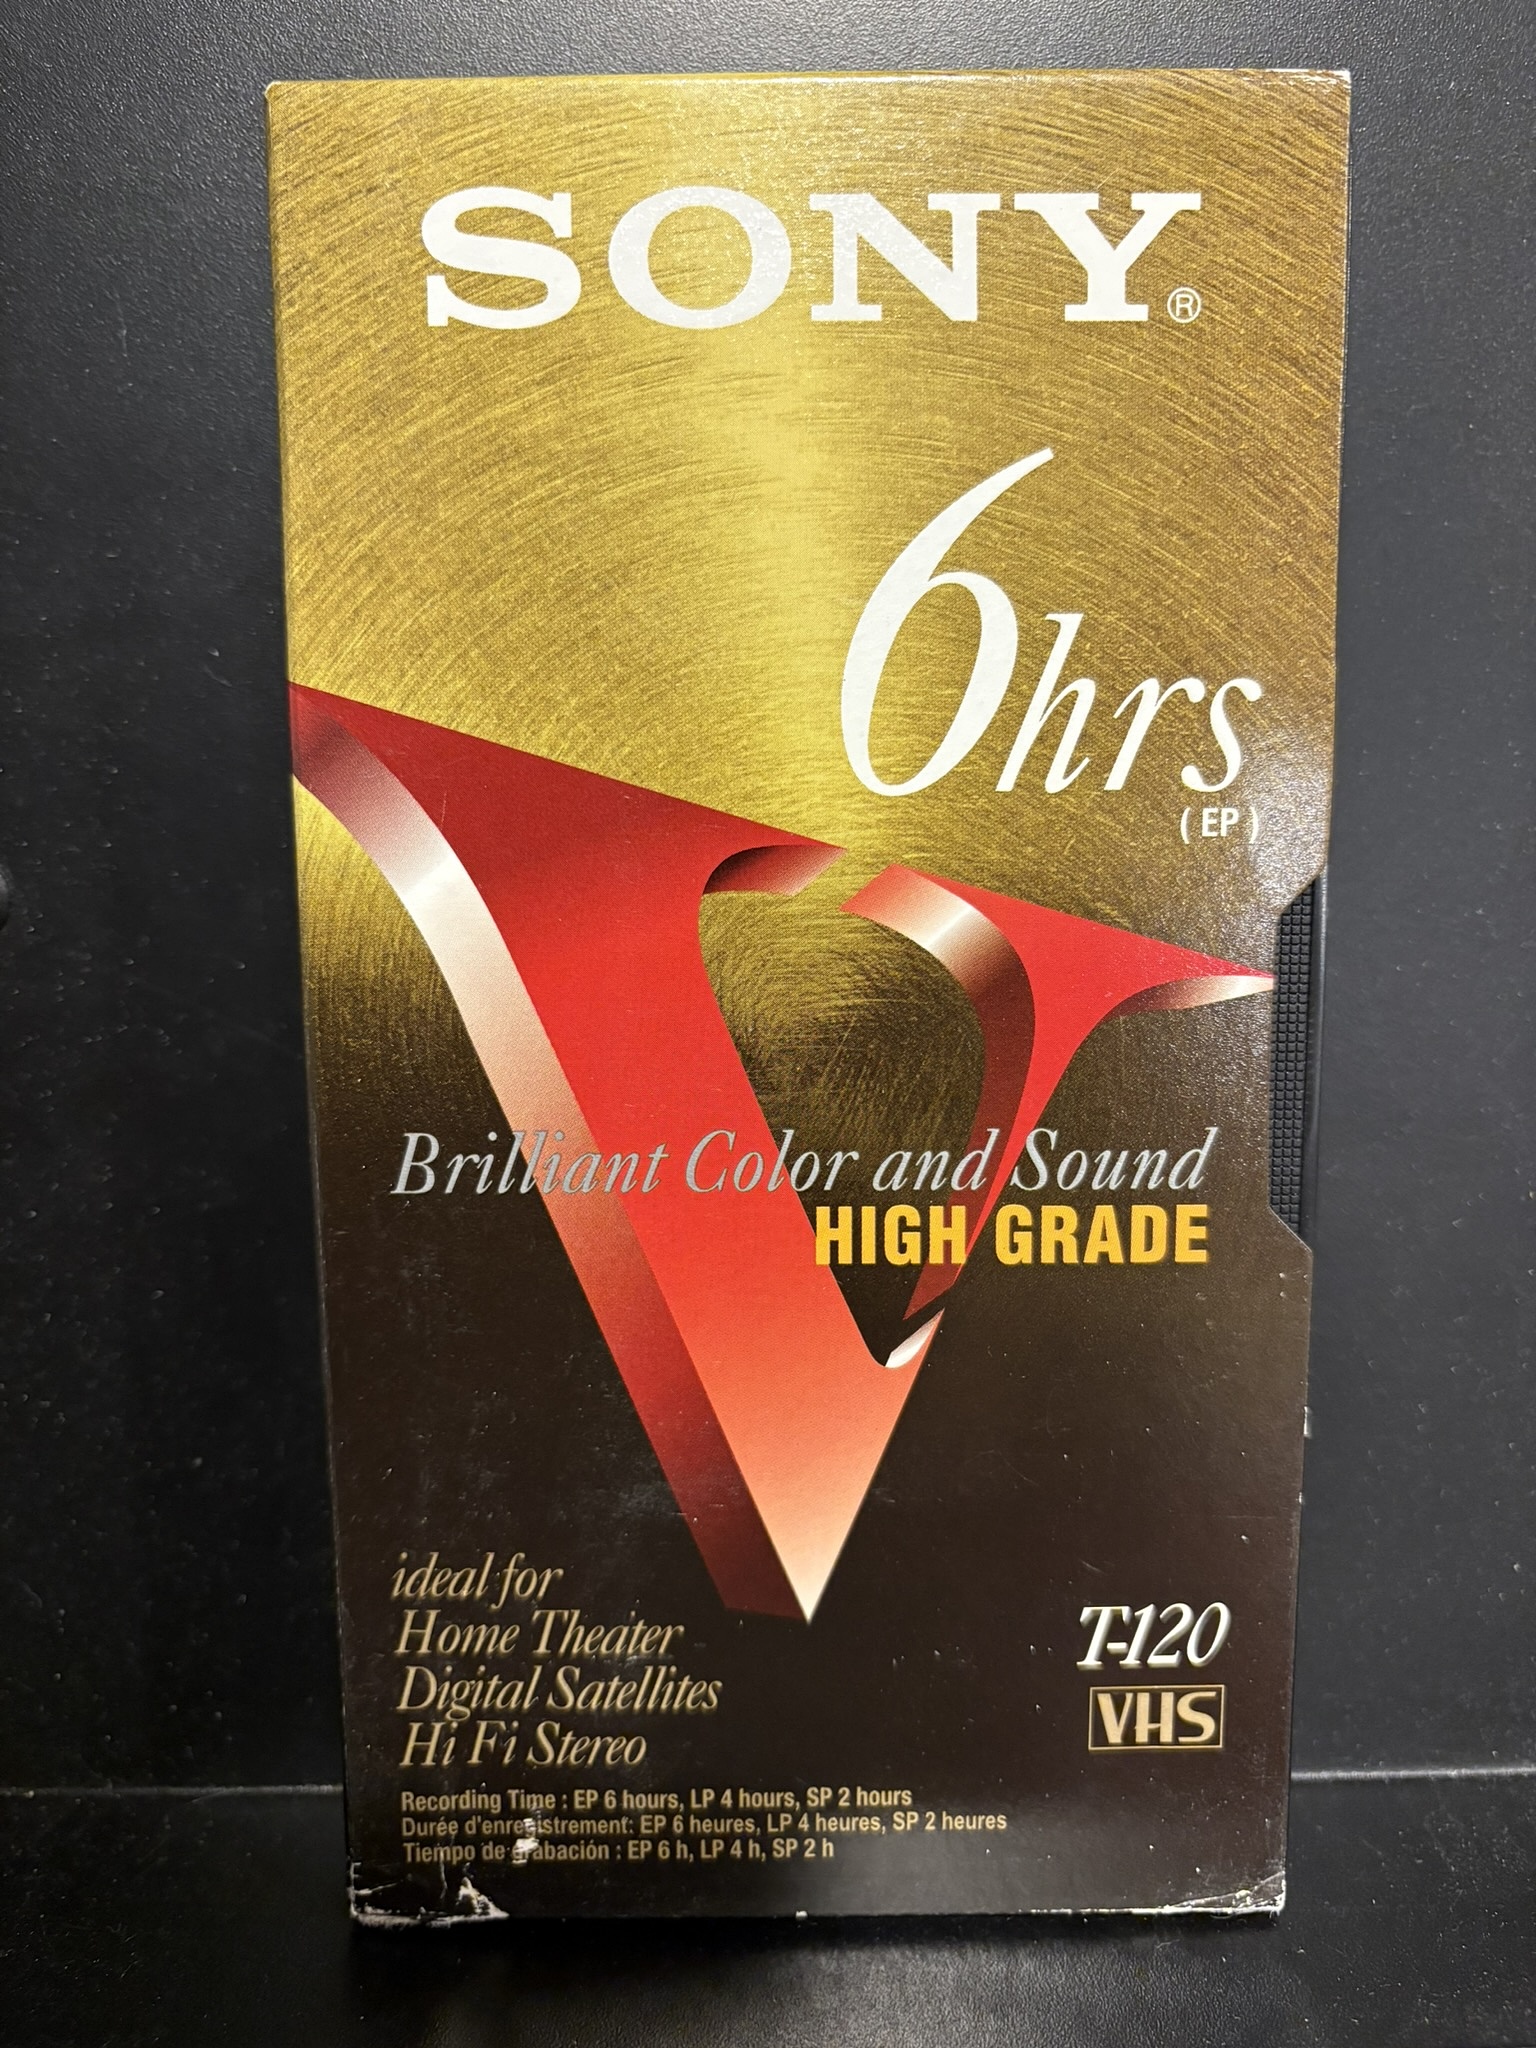 SONY®
6hrs
( EP )
V
Brilliant Color and Sound
HIGH GRADE
ideal for
Home Theater
Digital Satellites
Hi Fi Stereo
T-120
VHS
Recording Time : EP 6 hours, LP 4 hours, SP 2 hours
Durée d'enregistrement: EP 6 heures, LP 4 heures, SP 2 heures
Tiempo de grabación : EP 6 h, LP 4 h, SP 2 h